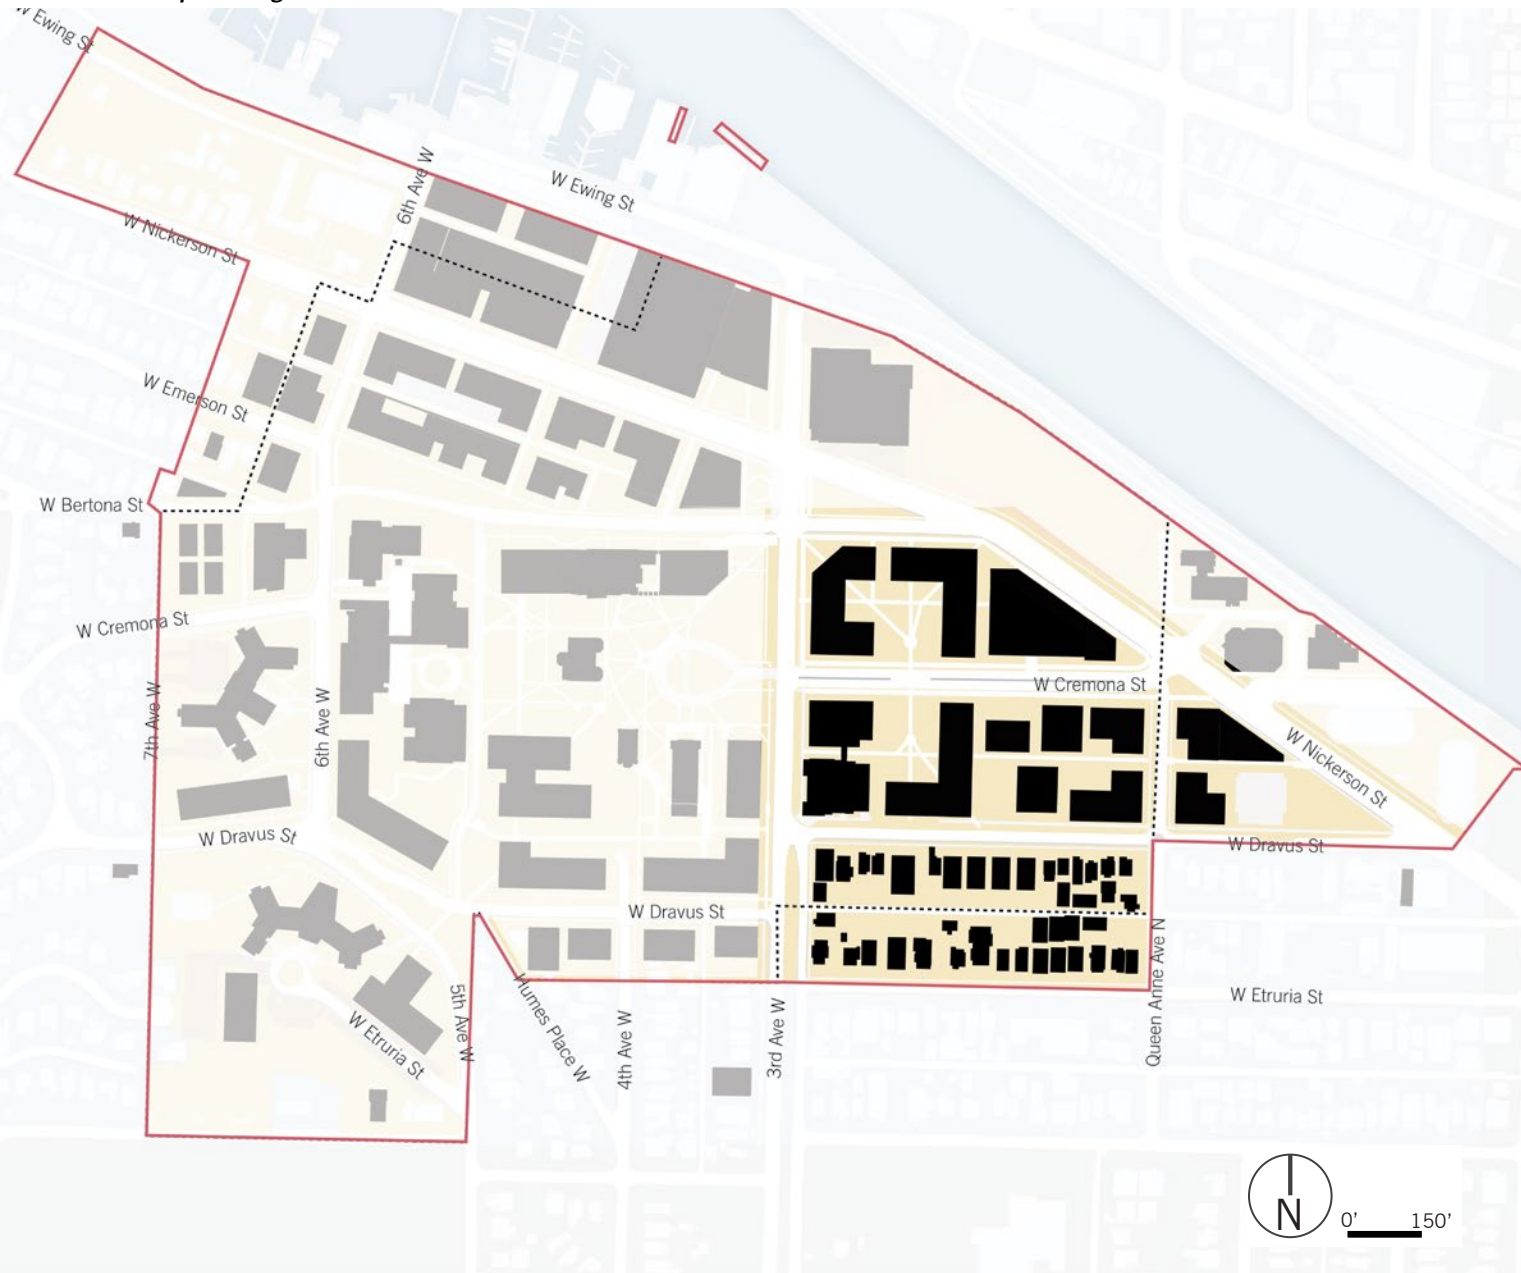 W Ewing St
6th Ave W
W Ewing St
W Nickerson St
W Emerson St
W Bertona St
W Cremona St
W Cremona St
7th Ave W
6th Ave W
W Nickerson St
W Dravus St
W Dravus St
W Dravus St
5th Ave W
Humes Place W
4th Ave W
3rd Ave W
Queen Anne Ave N
W Etruria St
W Etruria St
N
0' 150'